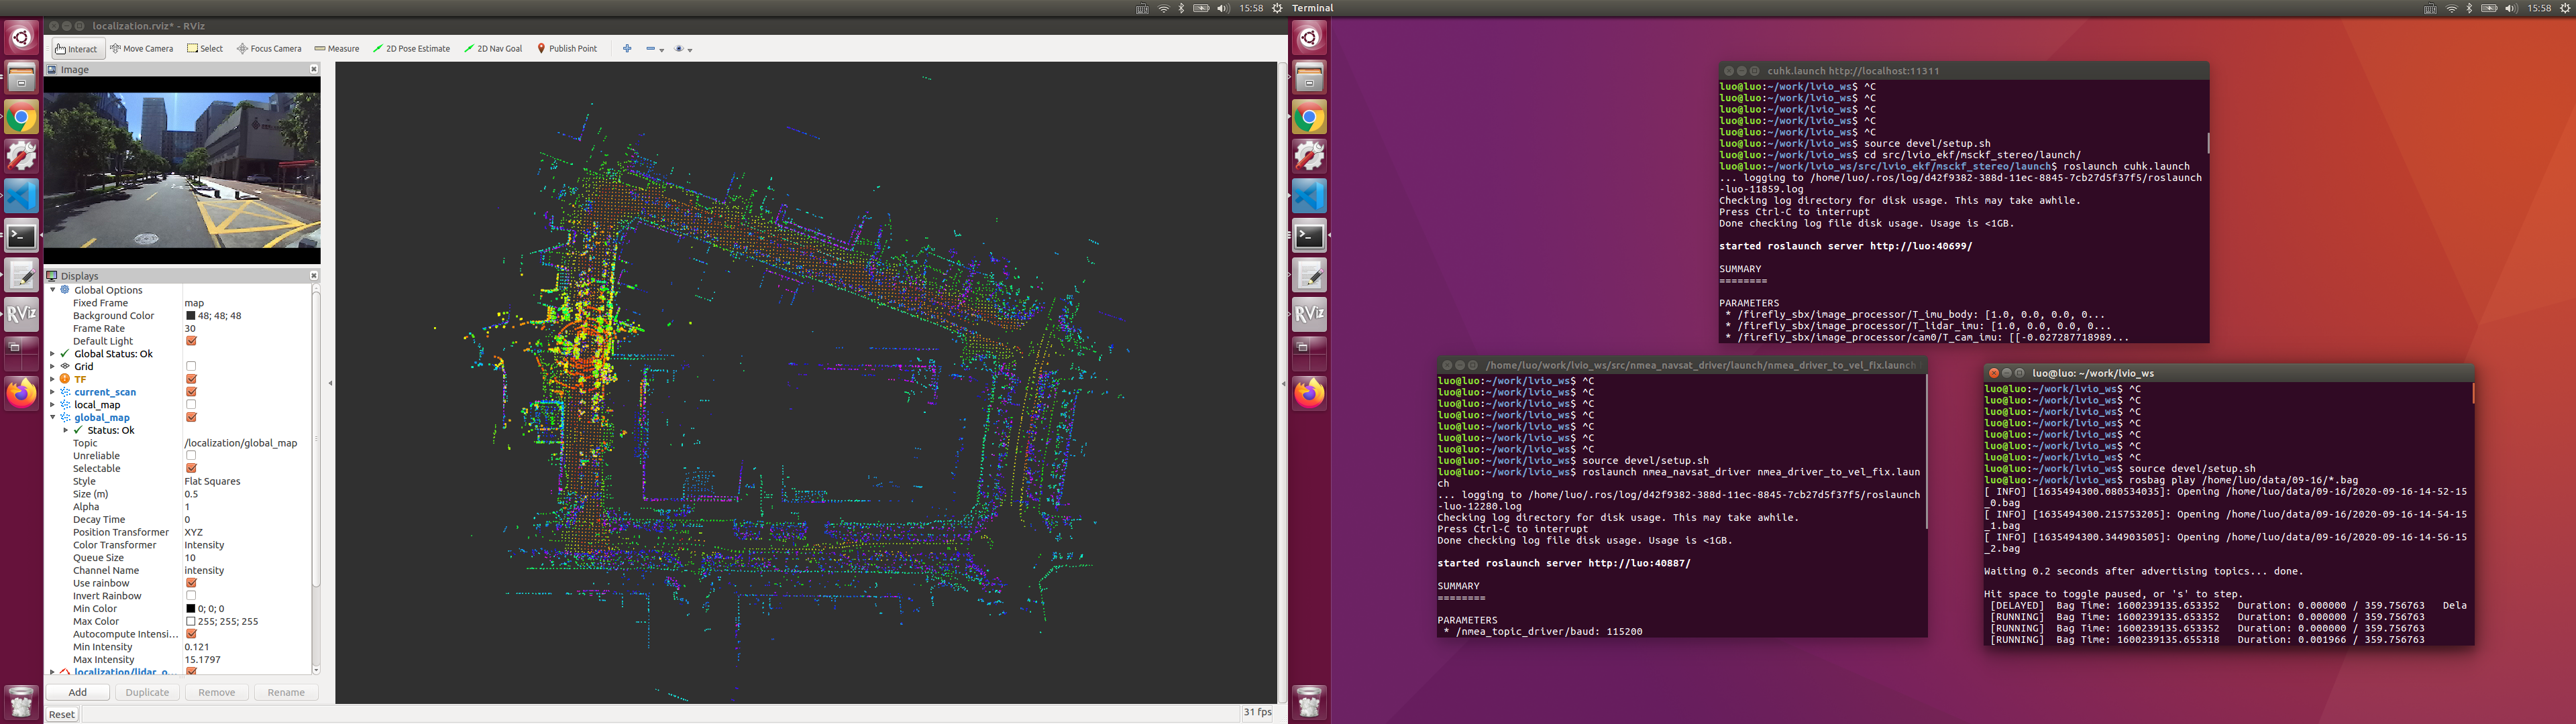 15:58
Terminal
15:58
localization.rviz* - RViz
Interact
Move Camera
Select
Focus Camera
Measure
2D Pose Estimate
2D Nav Goal
Publish Point
Image
Displays
Global Options
Fixed Frame map
Background Color 48; 48; 48
Frame Rate 30
Default Light
Global Status: Ok
Grid
TF
current_scan
local_map
global_map
Status: Ok
Topic /localization/global_map
Unreliable
Selectable
Style Flat Squares
Size (m) 0.5
Alpha 1
Decay Time 0
Position Transformer XYZ
Color Transformer Intensity
Queue Size 10
Channel Name intensity
Use rainbow
Invert Rainbow
Min Color 0; 0; 0
Max Color 255; 255; 255
Autocompute Intensi...
Min Intensity 0.121
Max Intensity 15.1797
localization/lidar_o...
Add
Duplicate
Remove
Rename
Reset
31 fps
RViz
RViz
cuhk.launch http://localhost:11311
luo@luo:~/work/lvio_ws$ ^C
luo@luo:~/work/lvio_ws$ ^C
luo@luo:~/work/lvio_ws$ ^C
luo@luo:~/work/lvio_ws$ ^C
luo@luo:~/work/lvio_ws$ ^C
luo@luo:~/work/lvio_ws$ source devel/setup.sh
luo@luo:~/work/lvio_ws$ cd src/lvio_ekf/msckf_stereo/launch/
luo@luo:~/work/lvio_ws/src/lvio_ekf/msckf_stereo/launch$ roslaunch cuhk.launch
... logging to /home/luo/.ros/log/d42f9382-388d-11ec-8845-7cb27d5f37f5/roslaunch
-luo-11859.log
Checking log directory for disk usage. This may take awhile.
Press Ctrl-C to interrupt
Done checking log file disk usage. Usage is <1GB.
started roslaunch server http://luo:40699/
SUMMARY
========
PARAMETERS
* /firefly_sbx/image_processor/T_imu_body: [1.0, 0.0, 0.0, 0...
* /firefly_sbx/image_processor/T_lidar_imu: [1.0, 0.0, 0.0, 0...
* /firefly_sbx/image_processor/cam0/T_cam_imu: [[-0.027287718989...
/home/luo/work/lvio_ws/src/nmea_navsat_driver/launch/nmea_driver_to_vel_fix.launch
luo@luo:~/work/lvio_ws$ ^C
luo@luo:~/work/lvio_ws$ ^C
luo@luo:~/work/lvio_ws$ ^C
luo@luo:~/work/lvio_ws$ ^C
luo@luo:~/work/lvio_ws$ ^C
luo@luo:~/work/lvio_ws$ ^C
luo@luo:~/work/lvio_ws$ ^C
luo@luo:~/work/lvio_ws$ source devel/setup.sh
luo@luo:~/work/lvio_ws$ roslaunch nmea_navsat_driver nmea_driver_to_vel_fix.laun
ch
... logging to /home/luo/.ros/log/d42f9382-388d-11ec-8845-7cb27d5f37f5/roslaunch
-luo-12280.log
Checking log directory for disk usage. This may take awhile.
Press Ctrl-C to interrupt
Done checking log file disk usage. Usage is <1GB.
started roslaunch server http://luo:40887/
SUMMARY
========
PARAMETERS
* /nmea_topic_driver/baud: 115200
luo@luo: ~/work/lvio_ws
luo@luo:~/work/lvio_ws$ ^C
luo@luo:~/work/lvio_ws$ ^C
luo@luo:~/work/lvio_ws$ ^C
luo@luo:~/work/lvio_ws$ ^C
luo@luo:~/work/lvio_ws$ ^C
luo@luo:~/work/lvio_ws$ ^C
luo@luo:~/work/lvio_ws$ ^C
luo@luo:~/work/lvio_ws$ source devel/setup.sh
luo@luo:~/work/lvio_ws$ rosbag play /home/luo/data/09-16/*.bag
[ INFO] [1635494300.080534035]: Opening /home/luo/data/09-16/2020-09-16-14-52-15
_0.bag
[ INFO] [1635494300.215753205]: Opening /home/luo/data/09-16/2020-09-16-14-54-15
_1.bag
[ INFO] [1635494300.344903505]: Opening /home/luo/data/09-16/2020-09-16-14-56-15
_2.bag
Waiting 0.2 seconds after advertising topics... done.
Hit space to toggle paused, or 's' to step.
[DELAYED] Bag Time: 1600239135.653352 Duration: 0.000000 / 359.756763 Dela
[RUNNING] Bag Time: 1600239135.653352 Duration: 0.000000 / 359.756763
[RUNNING] Bag Time: 1600239135.653352 Duration: 0.000000 / 359.756763
[RUNNING] Bag Time: 1600239135.655318 Duration: 0.001966 / 359.756763